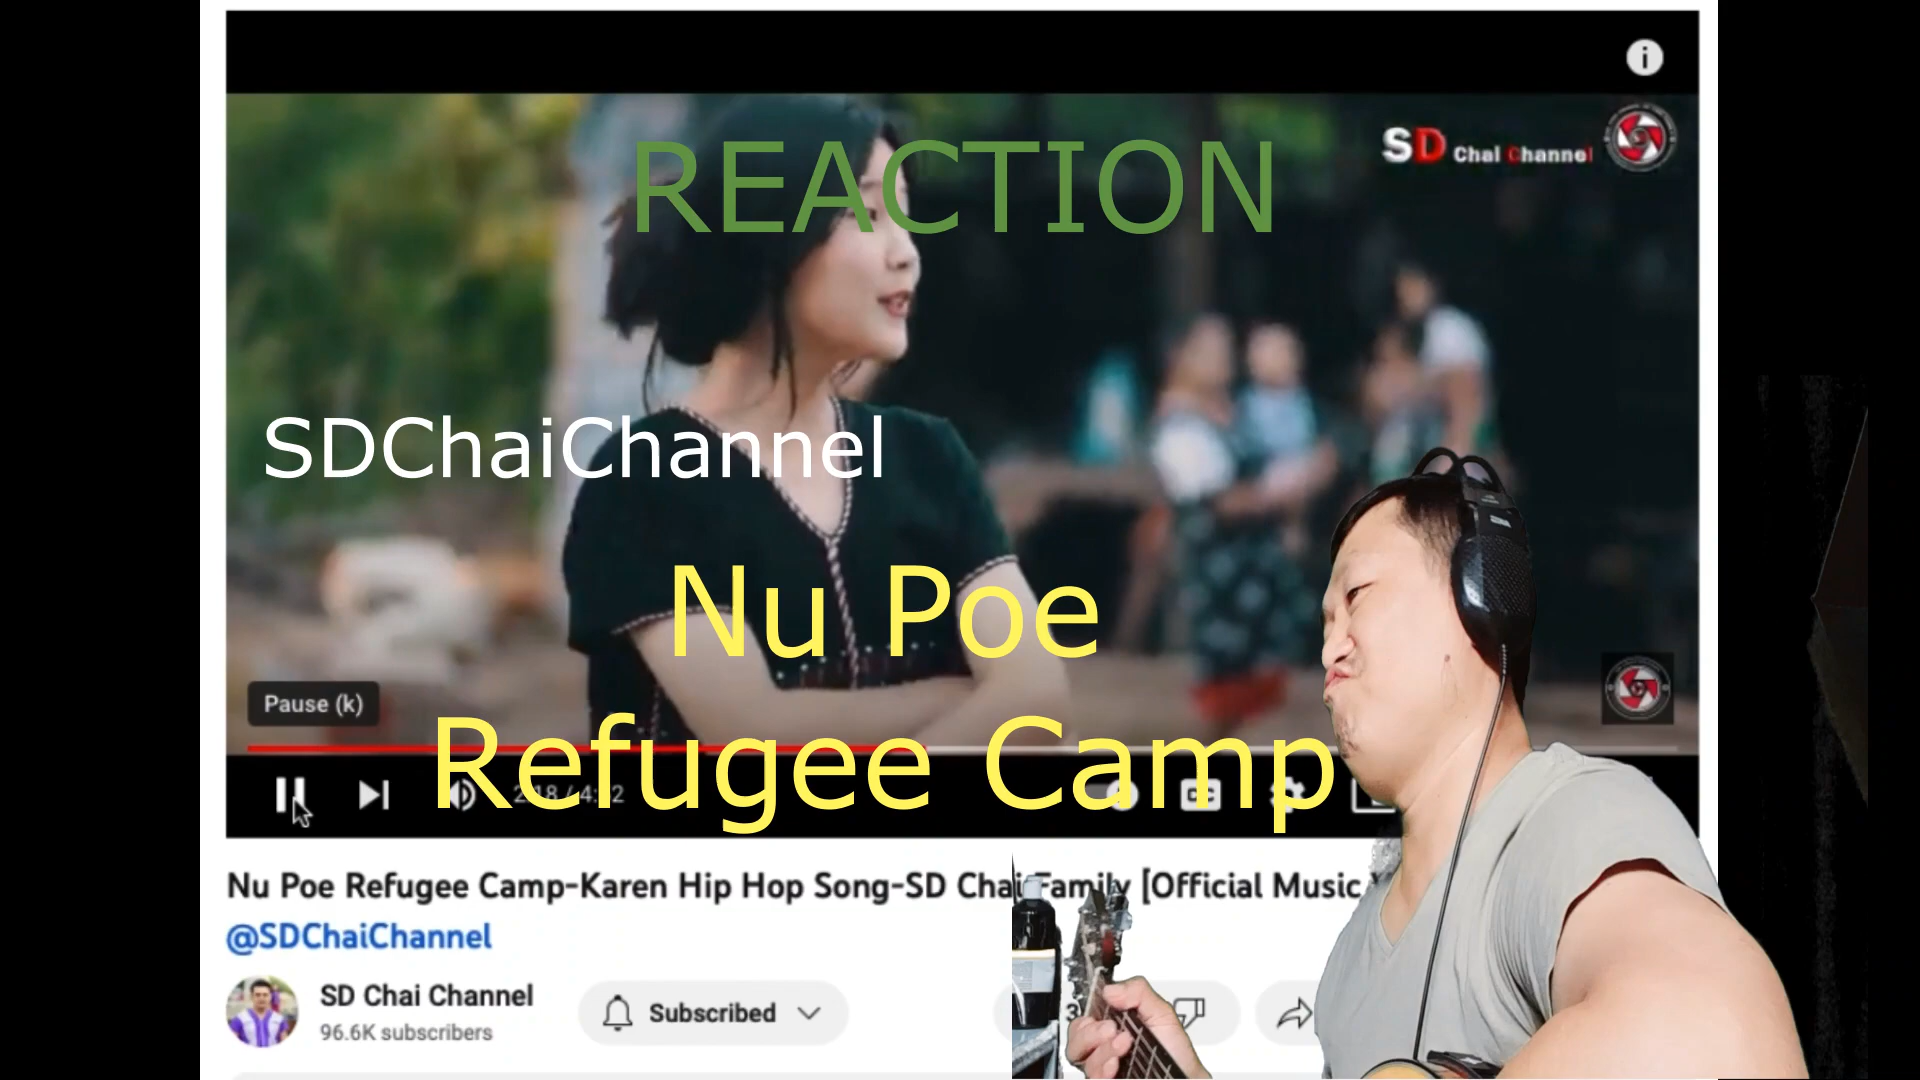 SD Chai Channel
REACTION
SDChaiChannel
Nu Poe
Refugee Camp
Pause (k)
Nu Poe Refugee Camp-Karen Hip Hop Song-SD Chai Family [Official Music
@SDChaiChannel
SD Chai Channel
96.6K subscribers
Subscribed